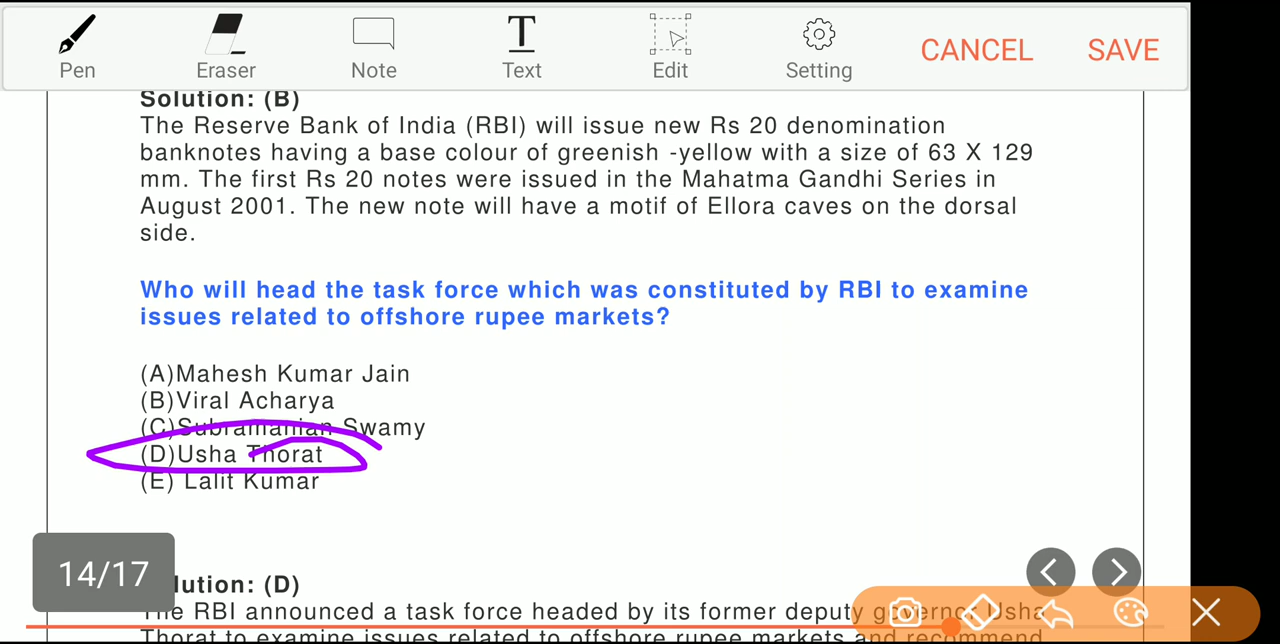 Pen
Eraser
Note
Text
Edit
Setting
CANCEL
SAVE
Solution: (B)
The Reserve Bank of India (RBI) will issue new Rs 20 denomination
banknotes having a base colour of greenish -yellow with a size of 63 X 129
mm. The first Rs 20 notes were issued in the Mahatma Gandhi Series in
August 2001. The new note will have a motif of Ellora caves on the dorsal
side.
Who will head the task force which was constituted by RBI to examine
issues related to offshore rupee markets?
(A)Mahesh Kumar Jain
(B)Viral Acharya
(C)Subramanian Swamy
(D)Usha Thorat
(E) Lalit Kumar
14/17
lution: (D)
The RBI announced a task force headed by its former deputy governor Usha
Thorat to examine issues related to offshore rupee markets and recommend